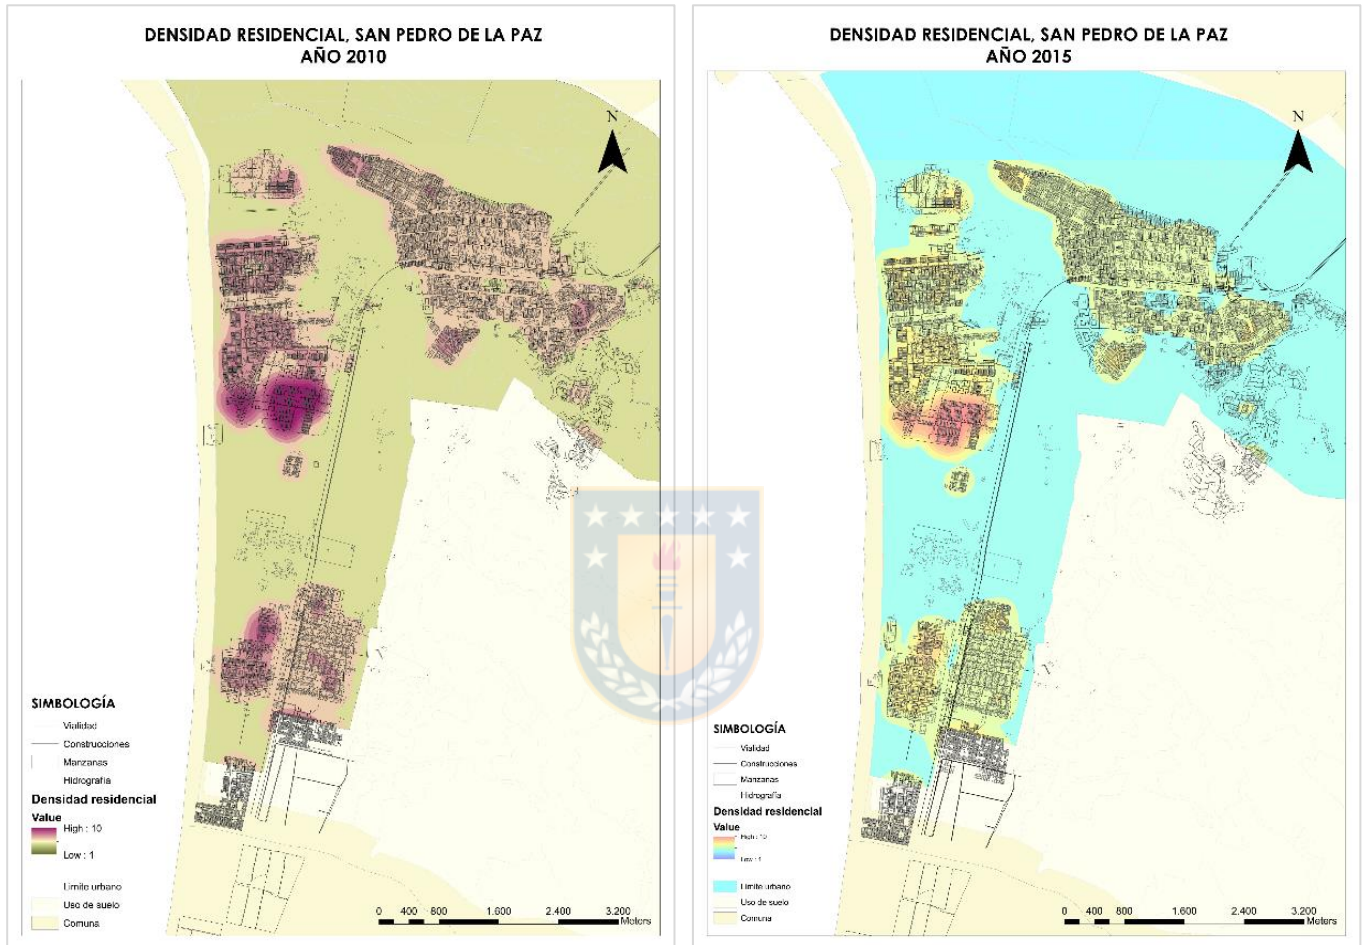 DENSIDAD RESIDENCIAL, SAN PEDRO DE LA PAZ
AÑO 2010
N
SIMBOLOGÍA
Vialidad
Construcciones
Manzanas
Hidrografía
Densidad residencial
Value
High : 10
Low : 1
Limite urbano
Uso de suelo
Comuna
0 400 800 1.600 2.400 3.200
Meters
DENSIDAD RESIDENCIAL, SAN PEDRO DE LA PAZ
AÑO 2015
N
SIMBOLOGÍA
Vialidad
Construcciones
Manzanas
Hidrografía
Densidad residencial
Value
High : 10
Low : 1
Limite urbano
Uso de suelo
Comuna
0 400 800 1.600 2.400 3.200
Meters